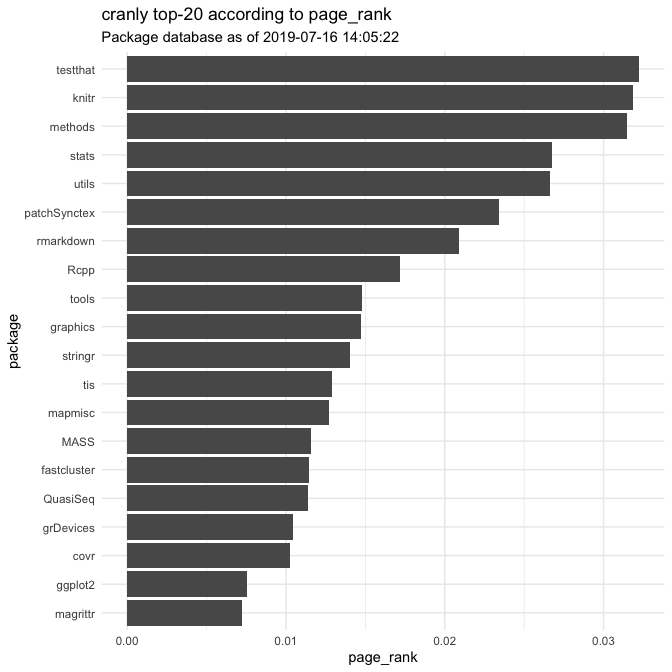 cranly top-20 according to page_rank
Package database as of 2019-07-16 14:05:22
testthat
knitr
methods
stats
utils
patchSynctex
rmarkdown
Rcpp
tools
graphics
stringr
tis
mapmisc
MASS
fastcluster
QuasiSeq
grDevices
covr
ggplot2
magrittr
package
0.00 0.01 0.02 0.03
page_rank